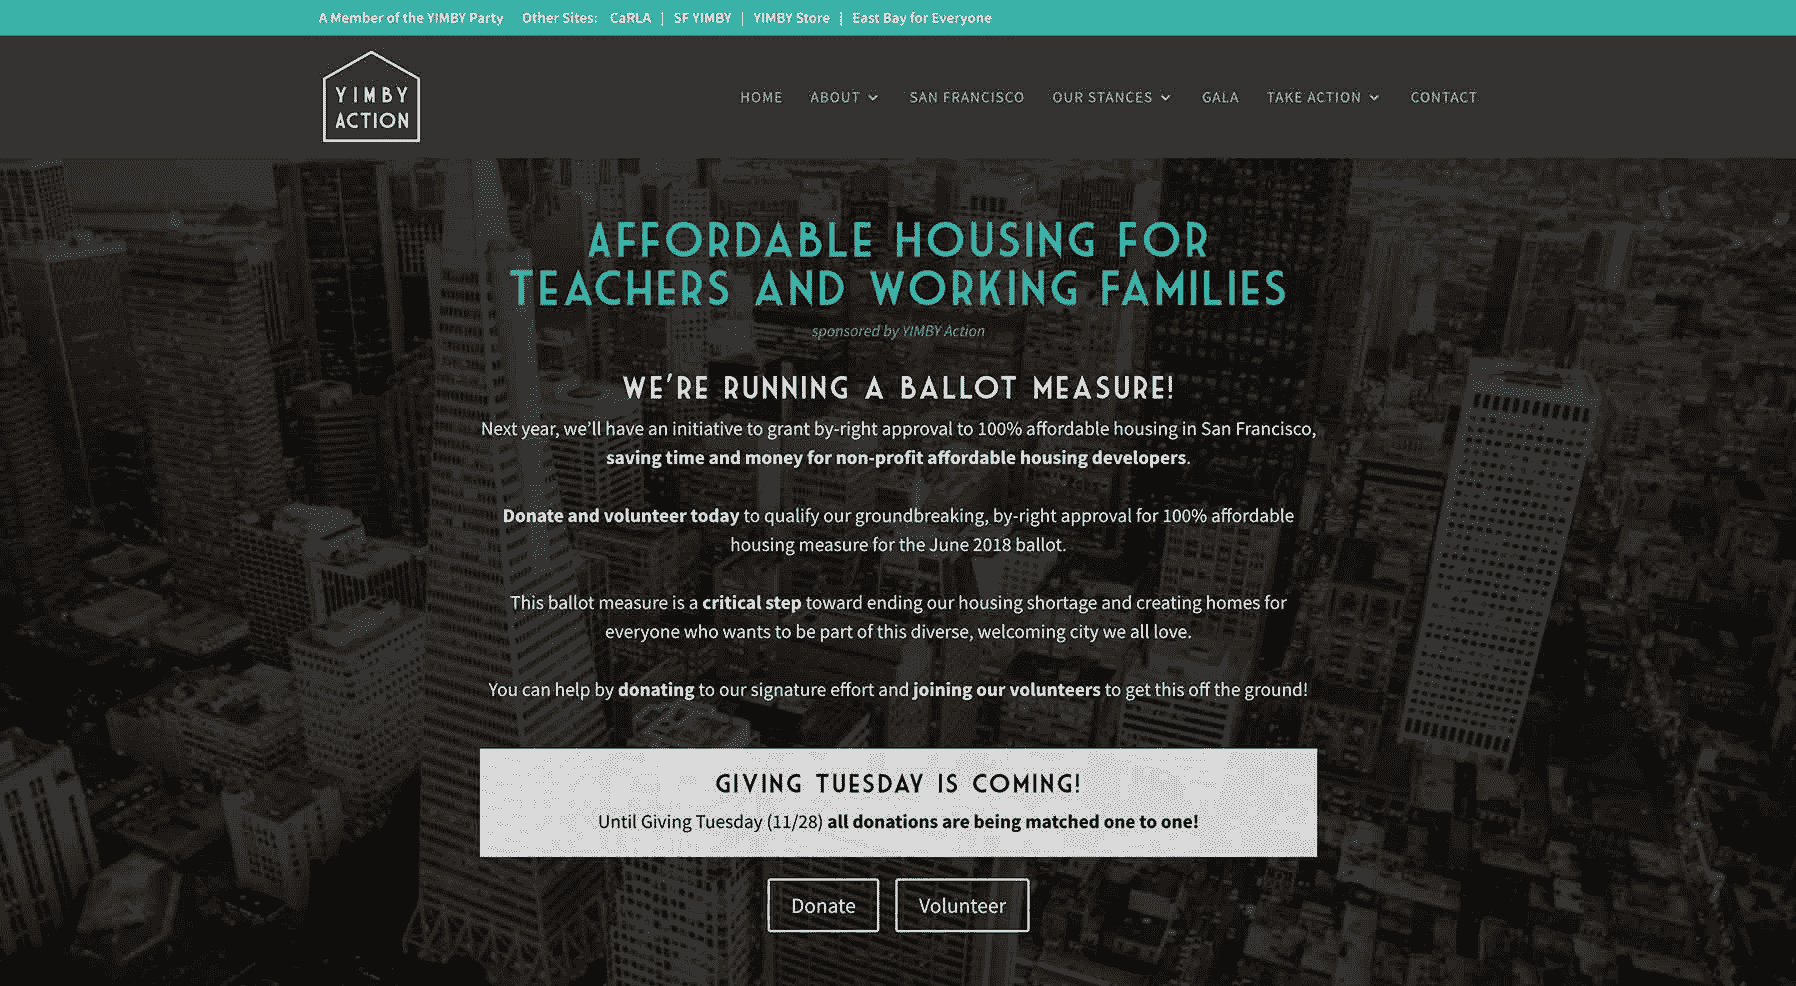 A Member of the YIMBY Party Other Sites: CaRLA | SF YIMBY | YIMBY Store | East Bay for Everyone
YIMBY
ACTION
HOME ABOUT SAN FRANCISCO OUR STANCES GALA TAKE ACTION CONTACT
AFFORDABLE HOUSING FOR
TEACHERS AND WORKING FAMILIES
sponsored by YIMBY Action
WE'RE RUNNING A BALLOT MEASURE!
Next year, we'll have an initiative to grant by-right approval to 100% affordable housing in San Francisco,
saving time and money for non-profit affordable housing developers.
Donate and volunteer today to qualify our groundbreaking, by-right approval for 100% affordable
housing measure for the June 2018 ballot.
This ballot measure is a critical step toward ending our housing shortage and creating homes for
everyone who wants to be part of this diverse, welcoming city we all love.
You can help by donating to our signature effort and joining our volunteers to get this off the ground!
GIVING TUESDAY IS COMING!
Until Giving Tuesday (11/28) all donations are being matched one to one!
Donate Volunteer